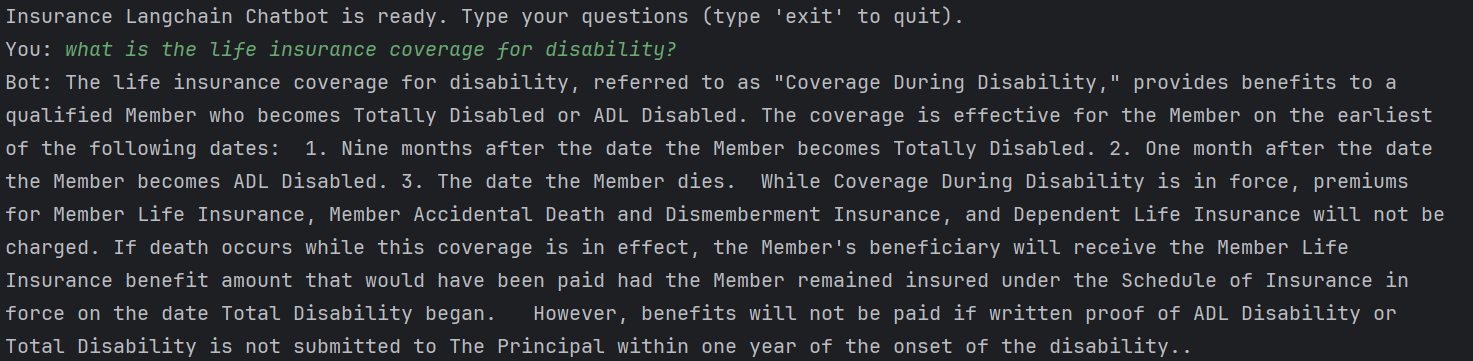 Insurance Langchain Chatbot is ready. Type your questions (type 'exit' to quit).
You: what is the life insurance coverage for disability?
Bot: The life insurance coverage for disability, referred to as "Coverage During Disability," provides benefits to a
qualified Member who becomes Totally Disabled or ADL Disabled. The coverage is effective for the Member on the earliest
of the following dates:  1. Nine months after the date the Member becomes Totally Disabled. 2. One month after the date
the Member becomes ADL Disabled. 3. The date the Member dies.  While Coverage During Disability is in force, premiums
for Member Life Insurance, Member Accidental Death and Dismemberment Insurance, and Dependent Life Insurance will not be
charged. If death occurs while this coverage is in effect, the Member's beneficiary will receive the Member Life
Insurance benefit amount that would have been paid had the Member remained insured under the Schedule of Insurance in
force on the date Total Disability began.   However, benefits will not be paid if written proof of ADL Disability or
Total Disability is not submitted to The Principal within one year of the onset of the disability..